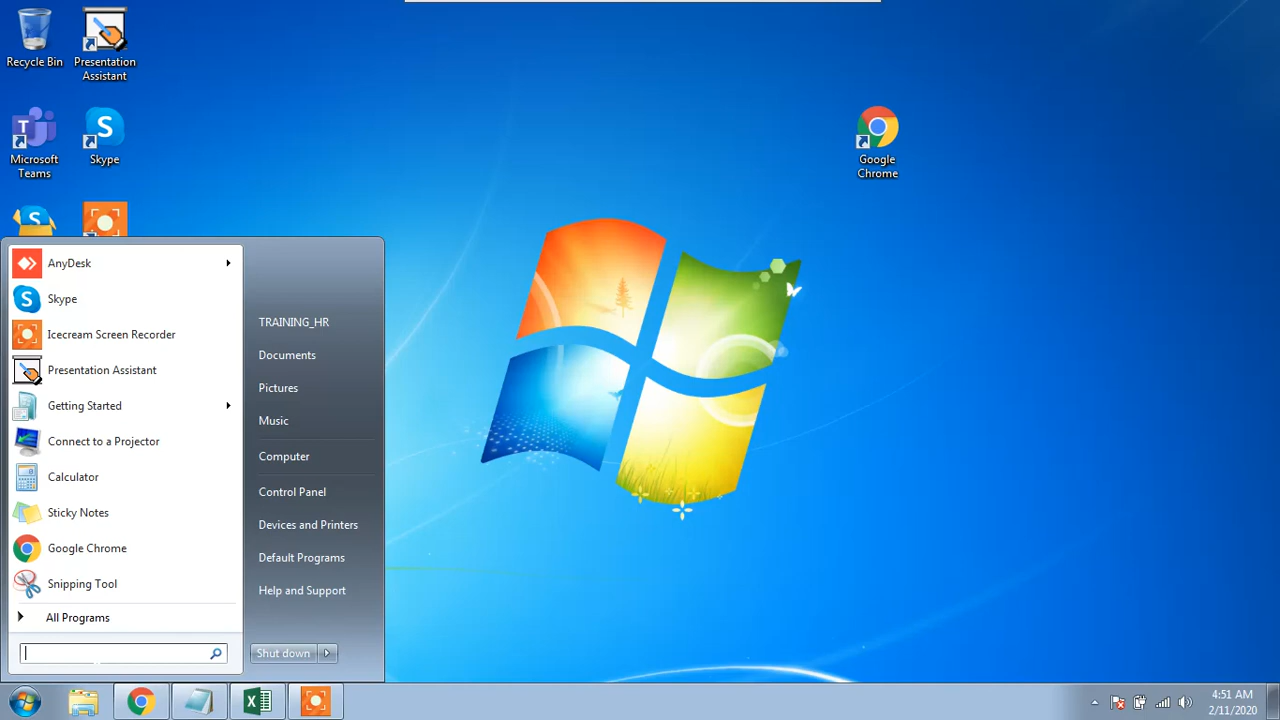 Recycle Bin
Presentation
Assistant
Microsoft
Teams
Skype
Google
Chrome
AnyDesk
Skype
Icecream Screen Recorder
Presentation Assistant
Getting Started
Connect to a Projector
Calculator
Sticky Notes
Google Chrome
Snipping Tool
All Programs
TRAINING_HR
Documents
Pictures
Music
Computer
Control Panel
Devices and Printers
Default Programs
Help and Support
Shut down
4:51 AM
2/11/2020